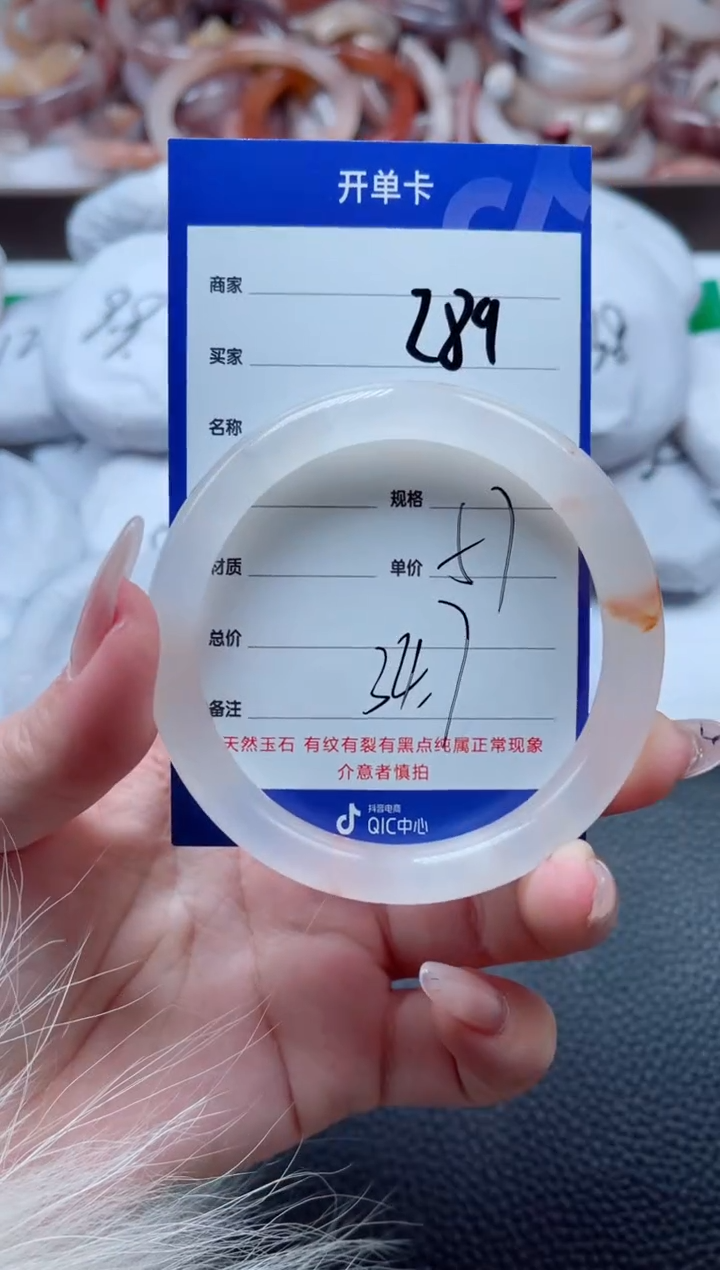 开单卡
商家
289
买家
名称
规格 57
材质 单价
总价
34.7
备注
天然玉石 有纹有裂有黑点纯属正常现象
介意者慎拍
抖音电商
QIC中心
88